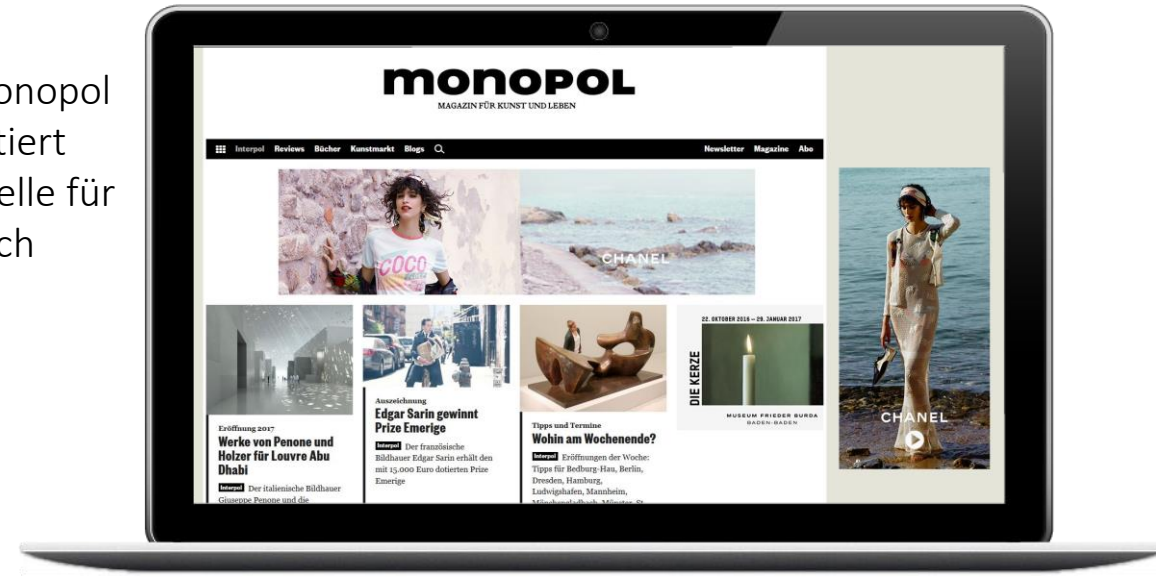 onopol
tiert
elle für
ch
monopol
MAGAZIN FÜR KUNST UND LEBEN
Interpol Reviews Bücher Kunstmarkt Blogs
Newsletter Magazine Abo
COCO
CHANEL
Eröffnung 2017
Werke von Penone und
Holzer für Louvre Abu
Dhabi
Interpol Der italienische Bildhauer
Giuseppe Penone und die
Auszeichnung
Edgar Sarin gewinnt
Prize Emerige
Interpol Der französische
Bildhauer Edgar Sarin erhält den
mit 15.000 Euro dotierten Prize
Emerige
Tipps und Termine
Wohin am Wochenende?
Interpol Eröffnungen der Woche:
Tipps für Bedburg-Hau, Berlin,
Dresden, Hamburg,
Ludwigshafen, Mannheim,
Mönchengladbach, Münster, St.
22. OKTOBER 2016 – 29. JANUAR 2017
DIE KERZE
MUSEUM FRIEDER BURDA
BADEN-BADEN
CHANEL